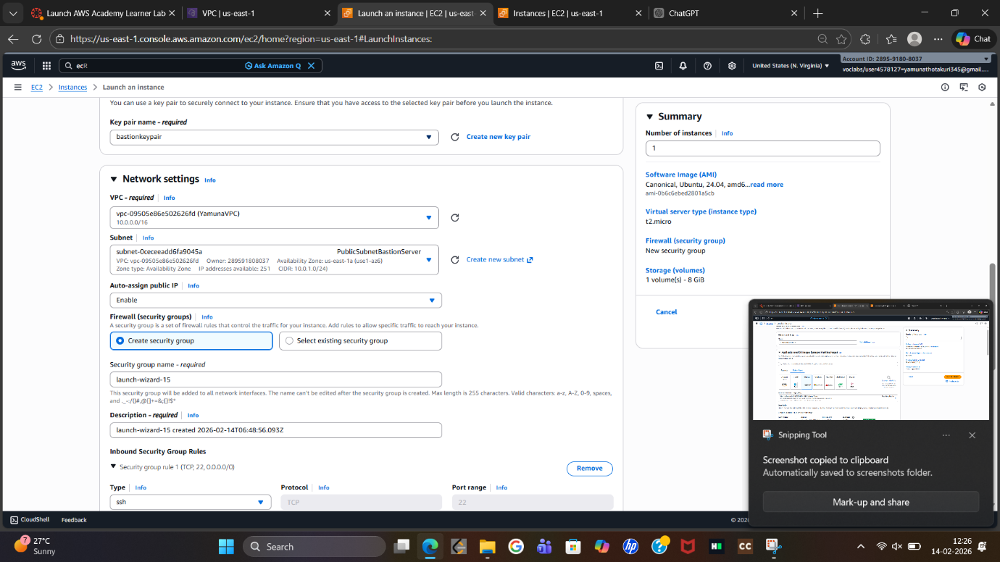 Launch AWS Academy Learner Lab
VPC | us-east-1
Launch an instance | EC2 | us-east-
Instances | EC2 | us-east-1
ChatGPT
https://us-east-1.console.aws.amazon.com/ec2/home?region=us-east-1#LaunchInstances:
Chat
aws
ecR
Ask Amazon Q
United States (N. Virginia)
Account ID: 2895-9180-8037
voclabs/user4578127=yamunathotakuri345@gmail....
EC2
Instances
Launch an instance
You can use a key pair to securely connect to your instance. Ensure that you have access to the selected key pair before you launch the instance.
Key pair name - required
bastionkeypair
Create new key pair
Network settings Info
VPC - required Info
vpc-09505e86e502626fd (YamunaVPC)
10.0.0.0/16
Subnet Info
subnet-0ceceeadd6fa9045a PublicSubnetBastionServer
VPC: vpc-09505e86e502626fd Owner: 289591808037 Availability Zone: us-east-1a (use1-az6)
Zone type: Availability Zone IP addresses available: 251 CIDR: 10.0.1.0/24)
Create new subnet
Auto-assign public IP Info
Enable
Firewall (security groups) Info
A security group is a set of firewall rules that control the traffic for your instance. Add rules to allow specific traffic to reach your instance.
Create security group
Select existing security group
Security group name - required
launch-wizard-15
This security group will be added to all network interfaces. The name can't be edited after the security group is created. Max length is 255 characters. Valid characters: a-z, A-Z, 0-9, spaces,
and ._-:/()#,@[]+=&;{}!$*
Description - required Info
launch-wizard-15 created 2026-02-14T06:48:56.093Z
Inbound Security Group Rules
Security group rule 1 (TCP, 22, 0.0.0.0/0)
Remove
Type Info
Protocol Info
Port range Info
ssh
TCP
22
Summary
Number of instances Info
1
Software Image (AMI)
Canonical, Ubuntu, 24.04, amd6...read more
ami-0b6c6ebed2801a5cb
Virtual server type (instance type)
t2.micro
Firewall (security group)
New security group
Storage (volumes)
1 volume(s) - 8 GiB
Cancel
Snipping Tool
Screenshot copied to clipboard
Automatically saved to screenshots folder.
Mark-up and share
CloudShell
Feedback
© 202
7
27°C
Sunny
Search
CC
12:26
14-02-2026